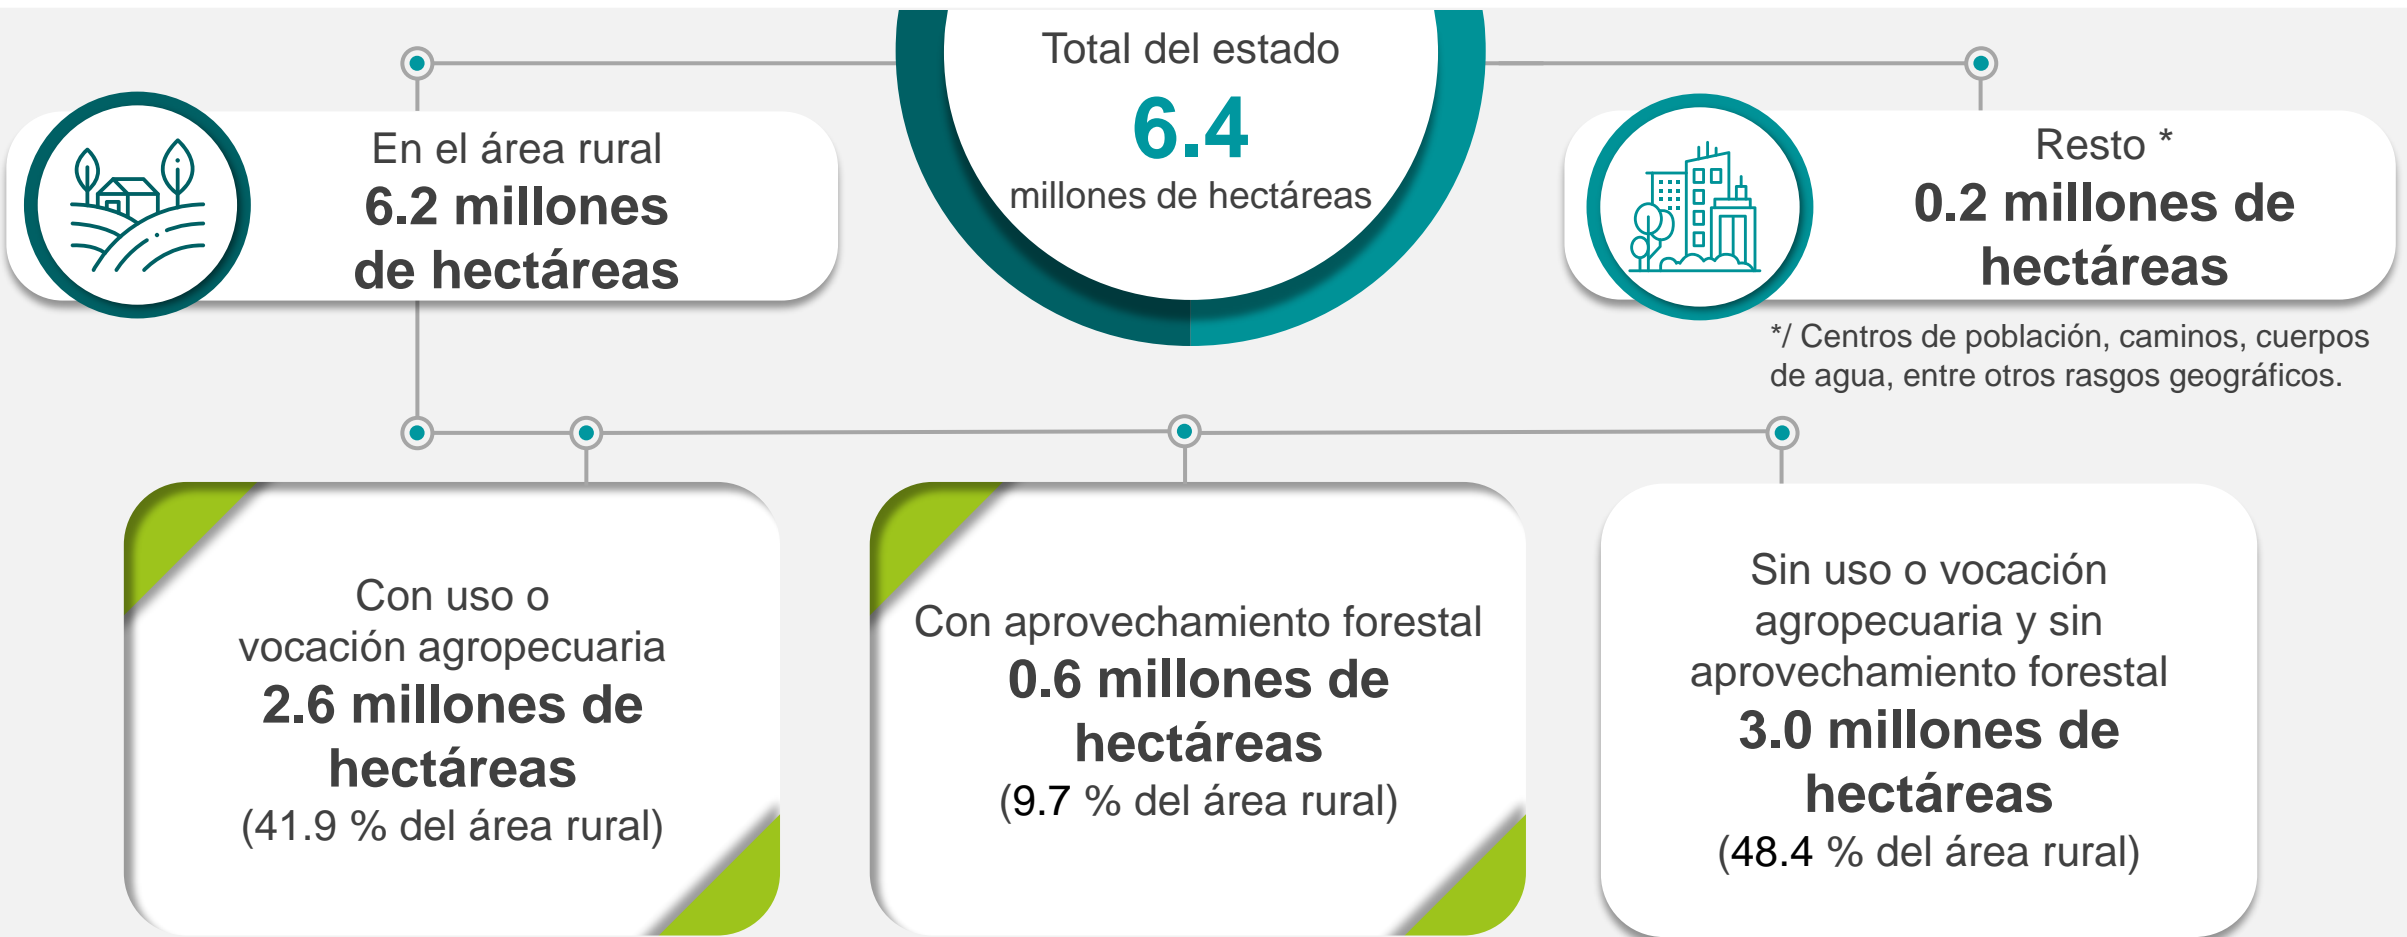 Total del estado
6.4
millones de hectáreas
En el área rural
6.2 millones
de hectáreas
Resto *
0.2 millones de
hectáreas
*/ Centros de población, caminos, cuerpos
de agua, entre otros rasgos geográficos.
Con uso o
vocación agropecuaria
2.6 millones de
hectáreas
(41.9 % del área rural)
Con aprovechamiento forestal
0.6 millones de
hectáreas
(9.7 % del área rural)
Sin uso o vocación
agropecuaria y sin
aprovechamiento forestal
3.0 millones de
hectáreas
(48.4 % del área rural)